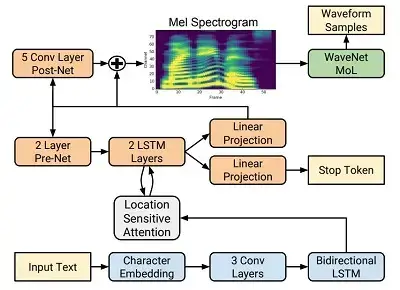 Mel Spectrogram
Waveform
Samples
5 Conv Layer
Post-Net
WaveNet
MoL
Frame
2 Layer
Pre-Net
2 LSTM
Layers
Linear
Projection
Linear
Projection
Stop Token
Location
Sensitive
Attention
Input Text
Character
Embedding
3 Conv
Layers
Bidirectional
LSTM